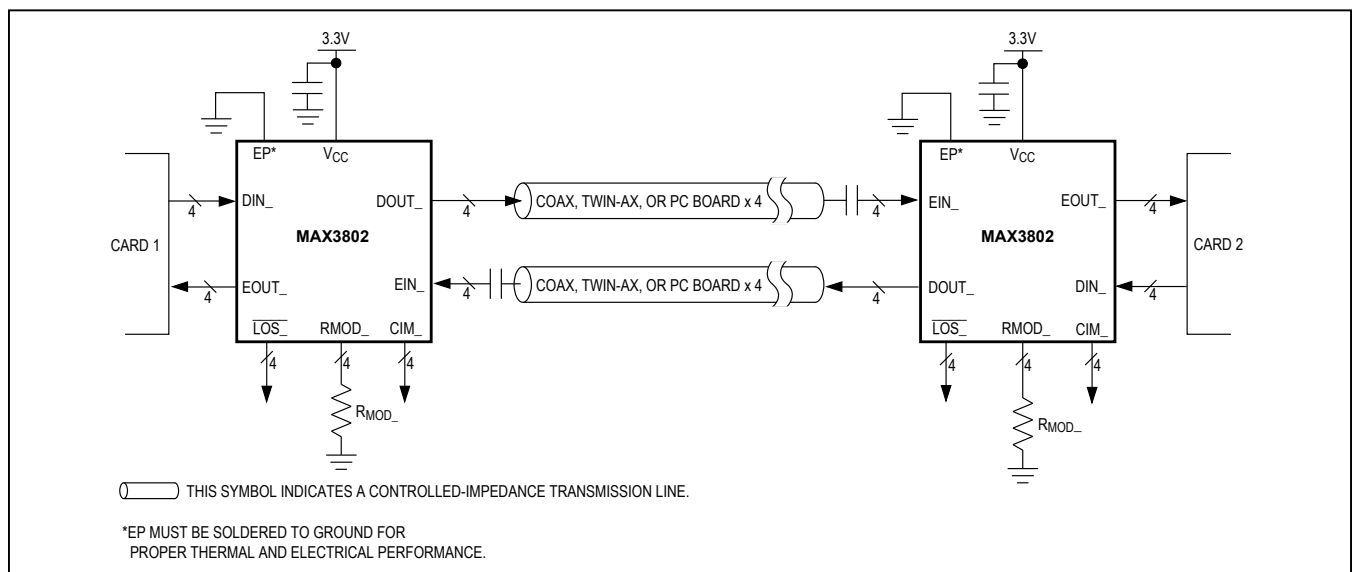 3.3V
3.3V
EP*
VCC
EP*
VCC
DIN_
4
DOUT_
4
COAX, TWIN-AX, OR PC BOARD x 4
4
EIN_
EOUT_
4
CARD 1
MAX3802
MAX3802
CARD 2
EOUT_
4
EIN_
4
COAX, TWIN-AX, OR PC BOARD x 4
4
DOUT_
DIN_
4
LOS_
RMOD_
CIM_
LOS_
RMOD_
CIM_
4
4
4
4
4
4
RMOD_
RMOD_
THIS SYMBOL INDICATES A CONTROLLED-IMPEDANCE TRANSMISSION LINE.
*EP MUST BE SOLDERED TO GROUND FOR
PROPER THERMAL AND ELECTRICAL PERFORMANCE.